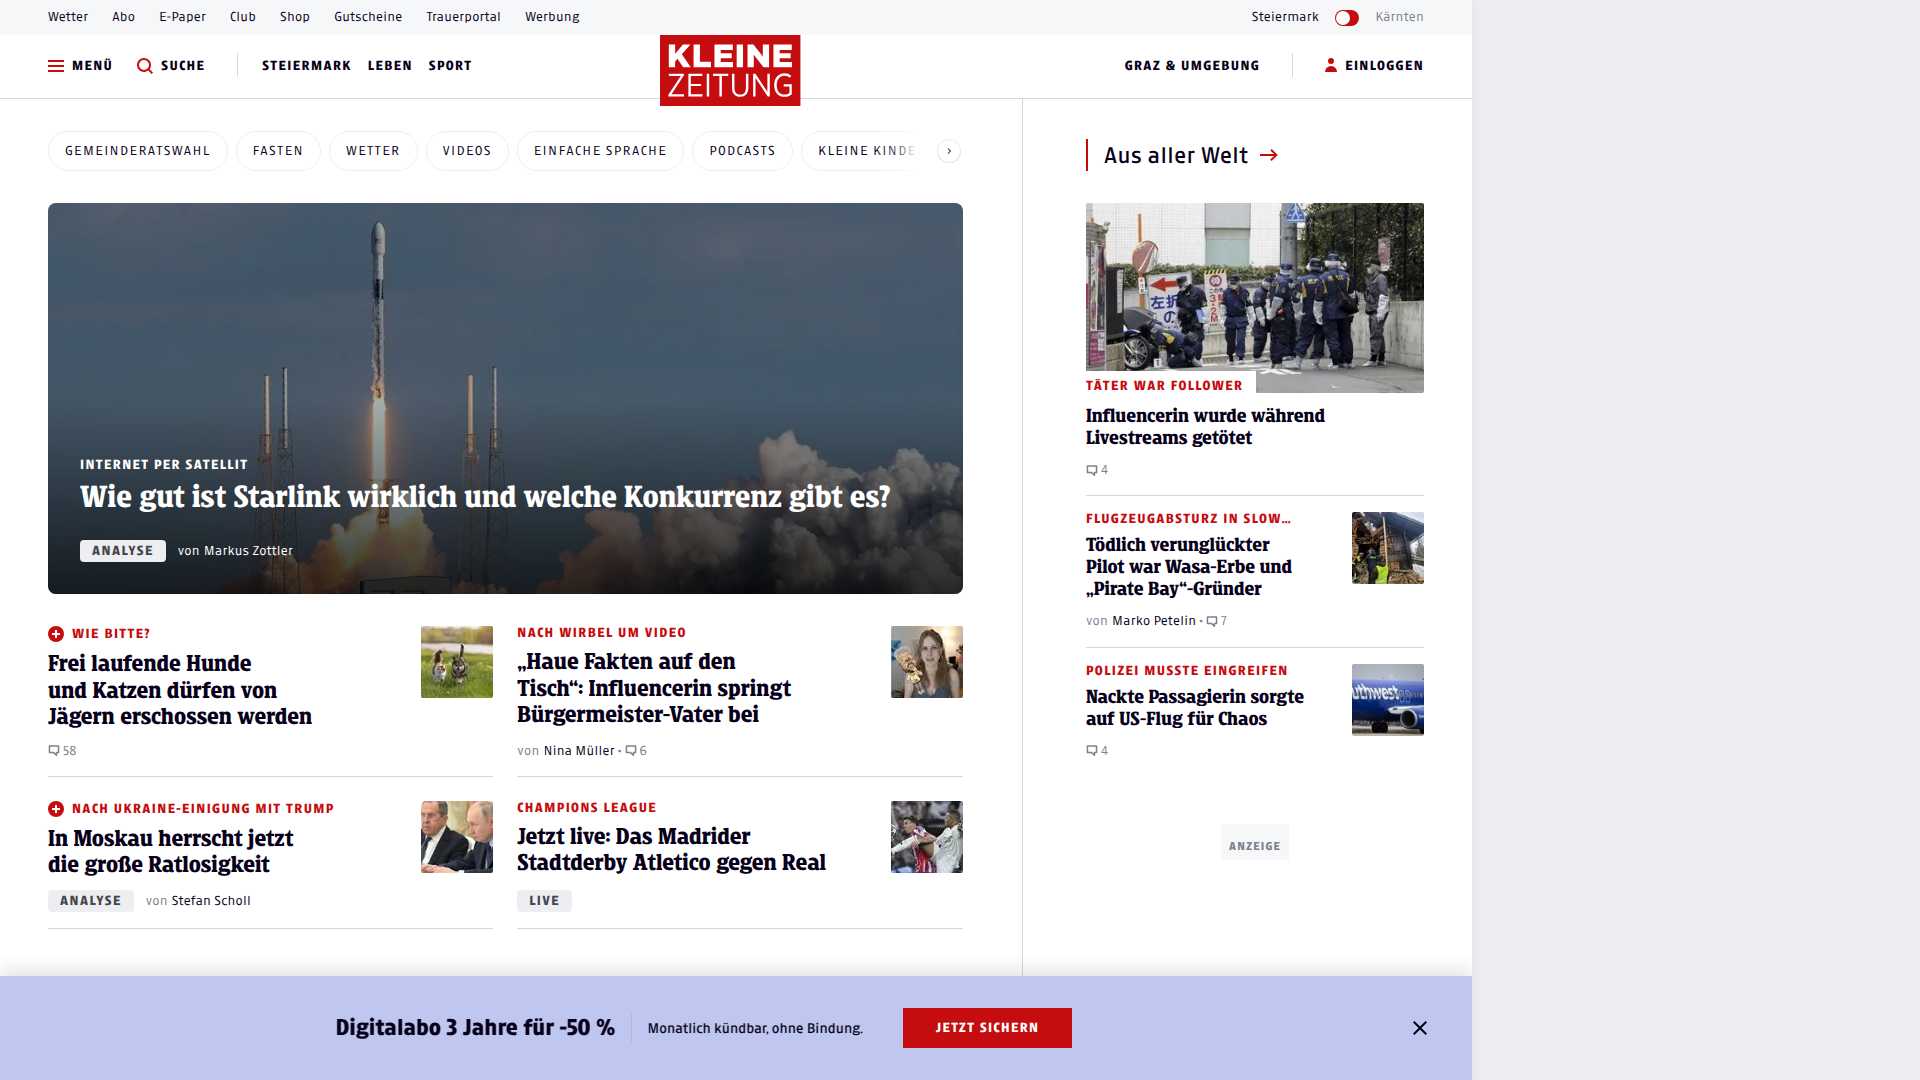 Wetter Abo E-Paper Club Shop Gutscheine Trauerportal Werbung
Steiermark Kärnten
MENÜ SUCHE STEIERMARK LEBEN SPORT
KLEINE
ZEITUNG
GRAZ & UMGEBUNG EINLOGGEN
GEMEINDERATSWAHL FASTEN WETTER VIDEOS EINFACHE SPRACHE PODCASTS KLEINE KINDE
INTERNET PER SATELLIT
Wie gut ist Starlink wirklich und welche Konkurrenz gibt es?
ANALYSE von Markus Zottler
WIE BITTE?
Frei laufende Hunde
und Katzen dürfen von
Jägern erschossen werden
58
NACH WIRBEL UM VIDEO
„Haue Fakten auf den
Tisch“: Influencerin springt
Bürgermeister-Vater bei
von Nina Müller • 6
NACH UKRAINE-EINIGUNG MIT TRUMP
In Moskau herrscht jetzt
die große Ratlosigkeit
ANALYSE von Stefan Scholl
CHAMPIONS LEAGUE
Jetzt live: Das Madrider
Stadtderby Atletico gegen Real
LIVE
Aus aller Welt →
左折
の
TÄTER WAR FOLLOWER
Influencerin wurde während
Livestreams getötet
4
FLUGZEUGABSTURZ IN SLOW…
Tödlich verunglückter
Pilot war Wasa-Erbe und
„Pirate Bay“-Gründer
von Marko Petelin • 7
POLIZEI MUSSTE EINGREIFEN
Nackte Passagierin sorgte
auf US-Flug für Chaos
uthwest
4
ANZEIGE
Digitalabo 3 Jahre für -50 %
Monatlich kündbar, ohne Bindung.
JETZT SICHERN